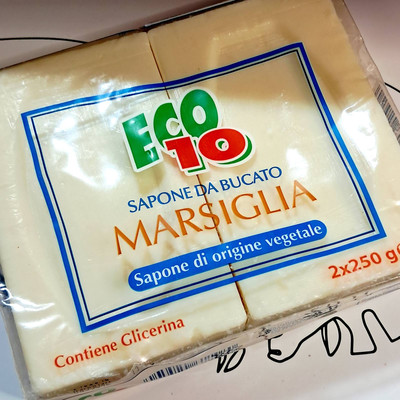 ECO
10
SAPONE DA BUCATO
MARSIGLIA
Sapone di origine vegetale
2x250 g
Contiene Glicerina